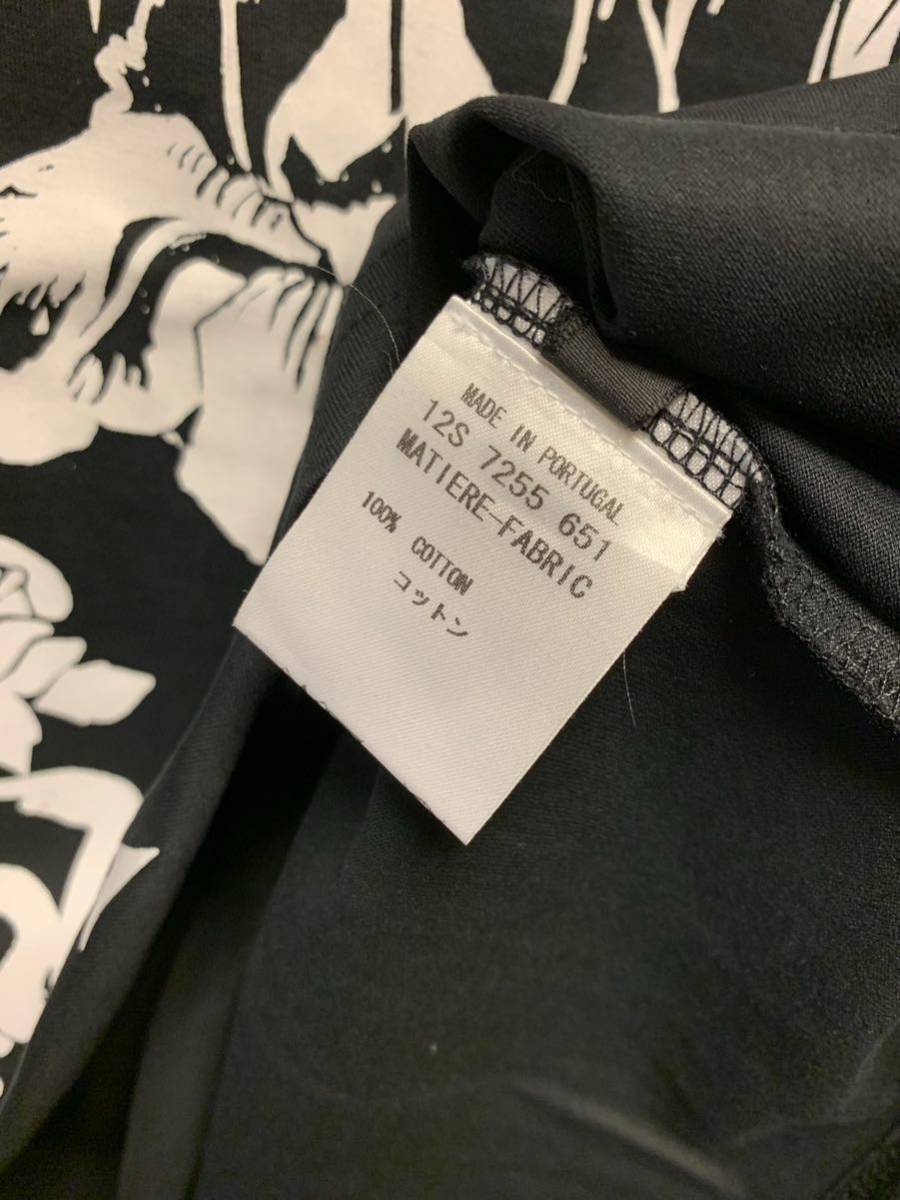 MADE IN PORTUGAL
12S 7255 651
MATIERE-FABRIC
100% COTTON
コットン